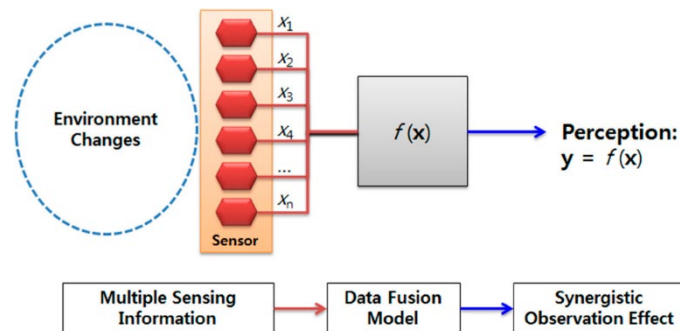 Environment
Changes
X1
X2
X3
X4
...
Xn
Sensor
f(x)
Perception:
y = f(x)
Multiple Sensing
Information
Data Fusion
Model
Synergistic
Observation Effect